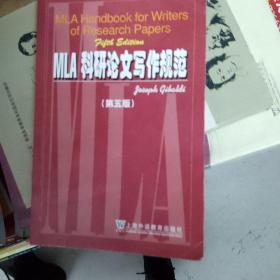 MLA Handbook for Writers
of Research Papers
Fifth Edition
MLA 科研论文写作规范
Joseph Gibaldi
(第五版)
MLA
上海外语教育出版社